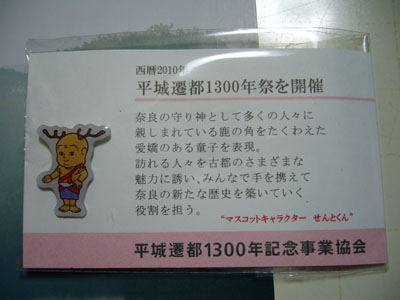 西暦2010年
平城遷都1300年祭を開催
奈良の守り神として多くの人々に
親しまれている鹿の角をたくわえた
愛嬌のある童子を表現。
訪れる人々を古都のさまざまな
魅力に誘い、みんなで手を携えて
奈良の新たな歴史を築いていく
役割を担う。
"マスコットキャラクター せんとくん"
平城遷都1300年記念事業協会